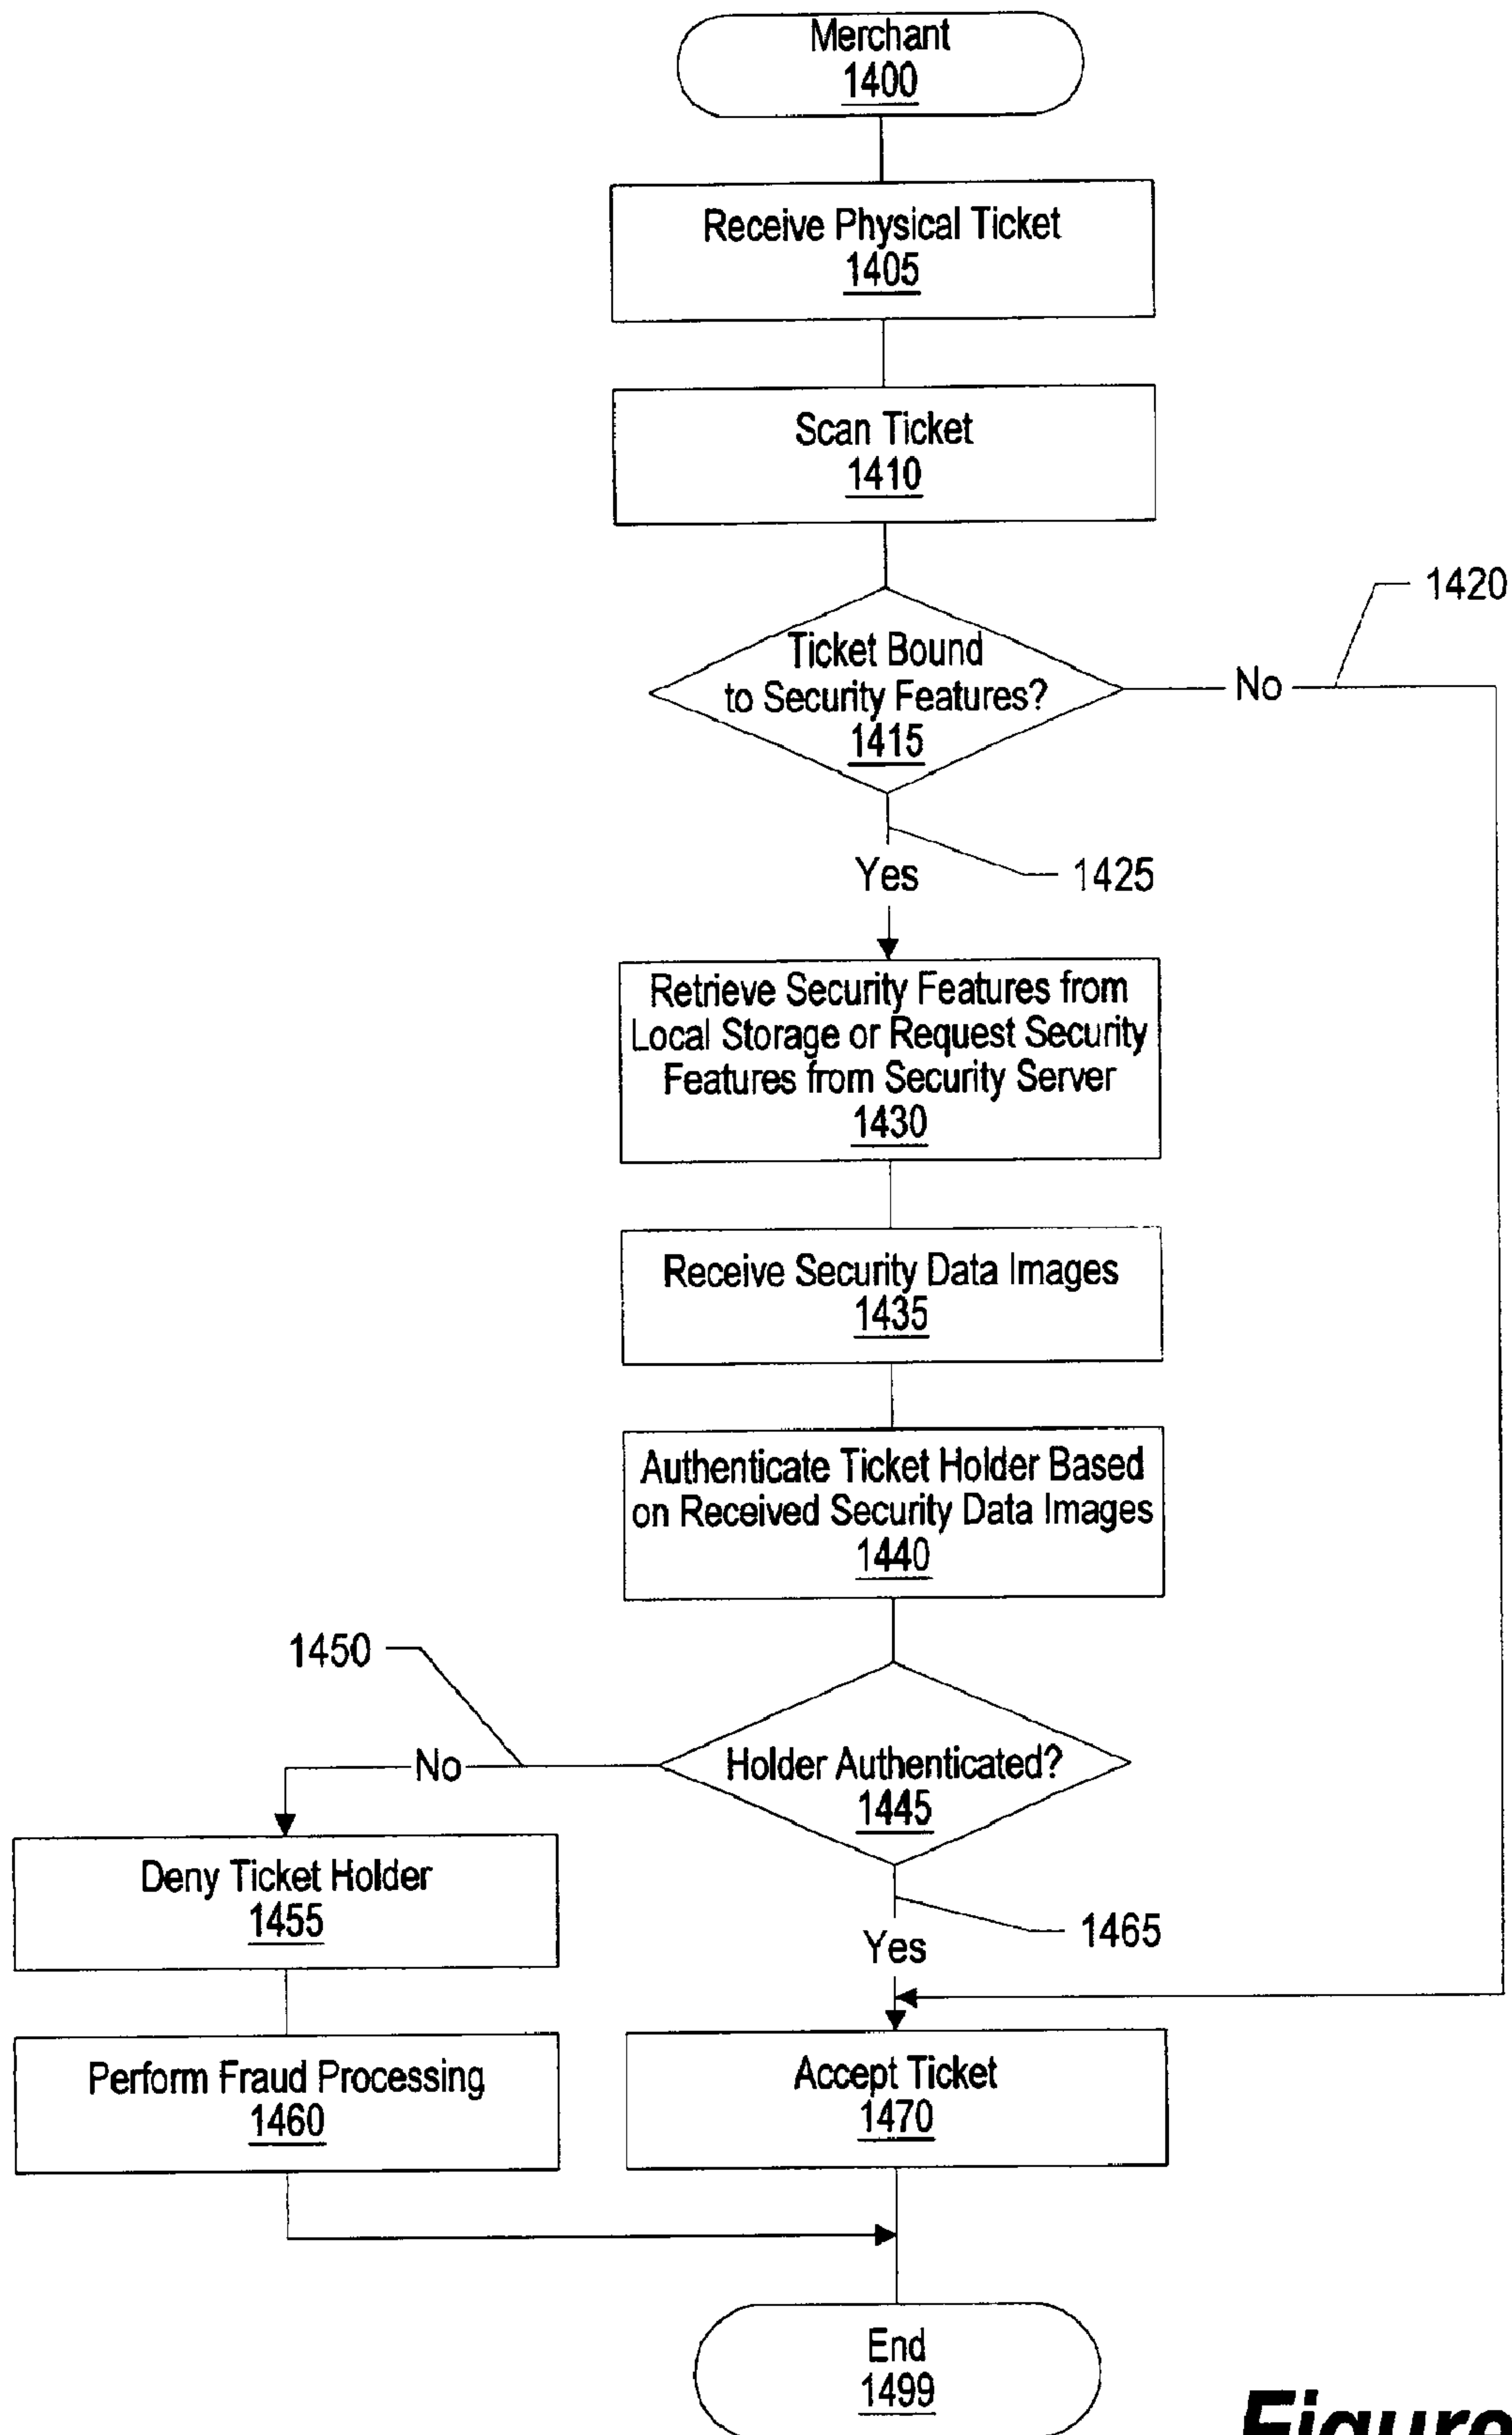 Merchant
1400
Receive Physical Ticket
1405
Scan Ticket
1410
1420
Ticket Bound
to Security Features?
1415
No
Yes
1425
Retrieve Security Features from
Local Storage or Request Security
Features from Security Server
1430
Receive Security Data Images
1435
Authenticate Ticket Holder Based
on Received Security Data Images
1440
1450
No
Holder Authenticated?
1445
Deny Ticket Holder
1455
Yes
1465
Perform Fraud Processing
1460
Accept Ticket
1470
End
1499
Figure